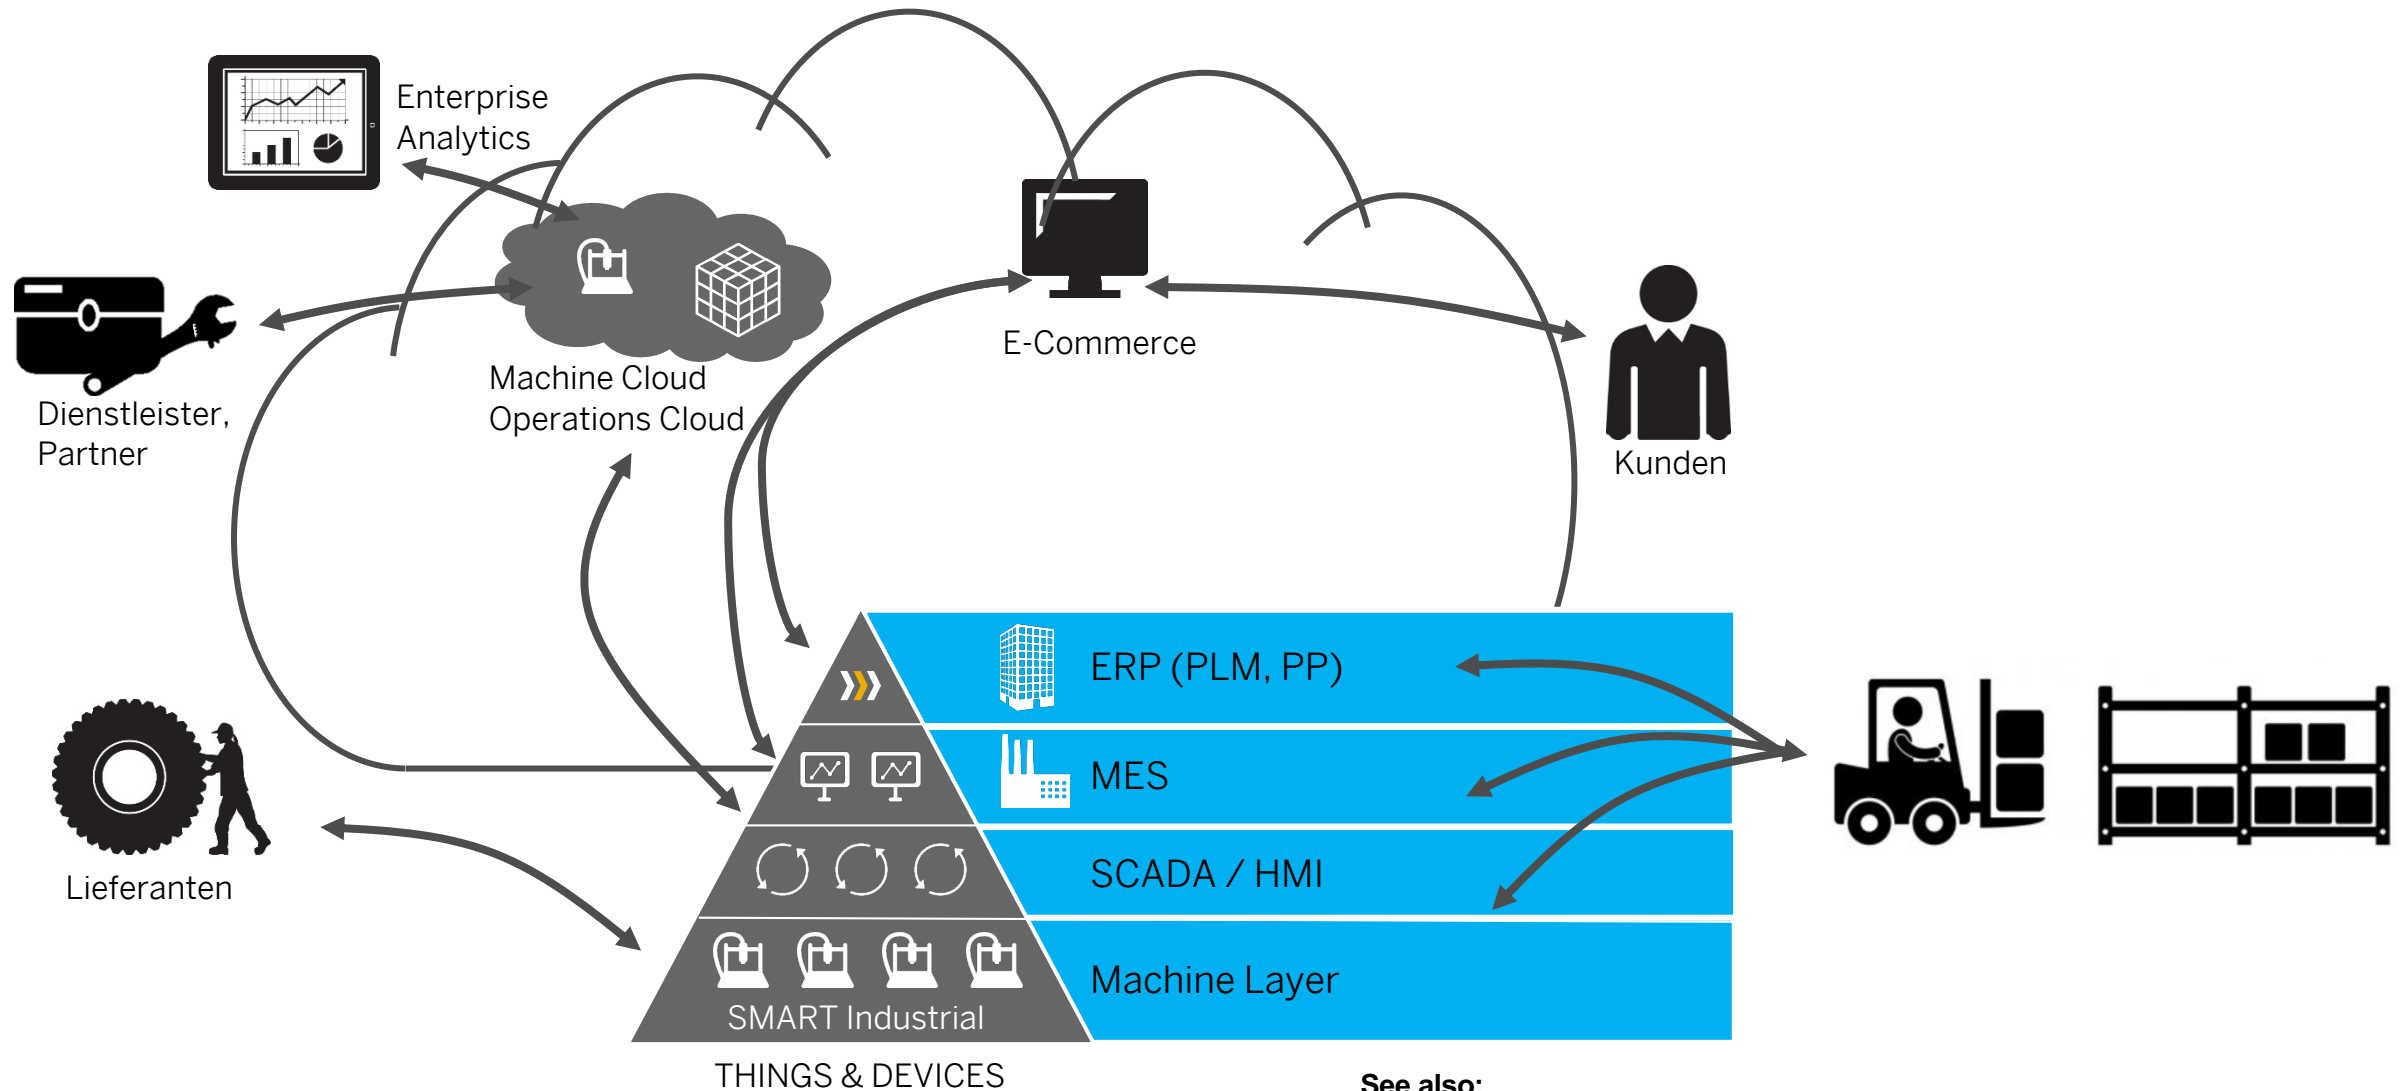 Enterprise
Analytics
Machine Cloud
Operations Cloud
E-Commerce
Dienstleister,
Partner
Kunden
Lieferanten
ERP (PLM, PP)
MES
SCADA / HMI
Machine Layer
SMART Industrial
THINGS & DEVICES
See also: